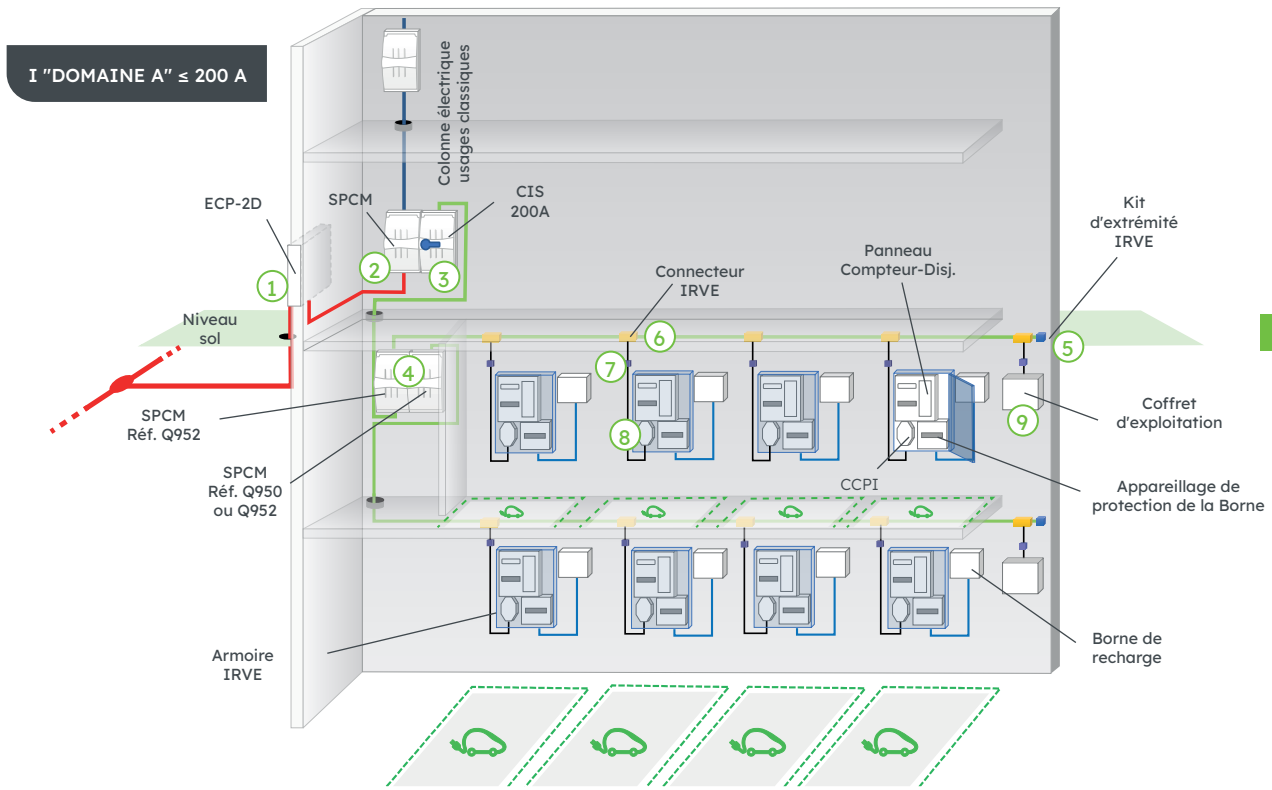 I "DOMAINE A" ≤ 200 A
Colonne électrique
usages classiques
ECP-2D
SPCM
CIS
200A
1
2
3
Niveau
sol
Connecteur
IRVE
Panneau
Compteur-Disj.
Kit
d'extrémité
IRVE
4
5
6
7
8
9
SPCM
Réf. Q952
SPCM
Réf. Q950
ou Q952
CCPI
Coffret
d'exploitation
Appareillage de
protection de la Borne
Armoire
IRVE
Borne de
recharge